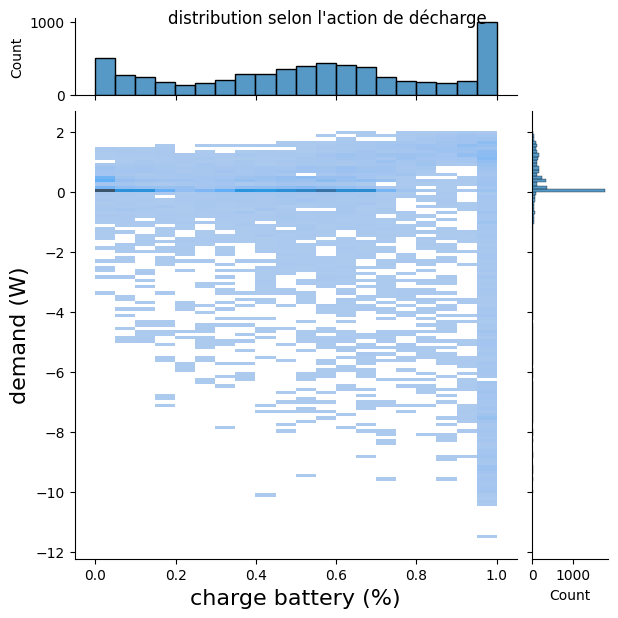 distribution selon l'action de décharge
1000
Count
0
2
0
−2
−4
−6
−8
−10
−12
demand (W)
0.0 0.2 0.4 0.6 0.8 1.0
charge battery (%)
0 1000
Count